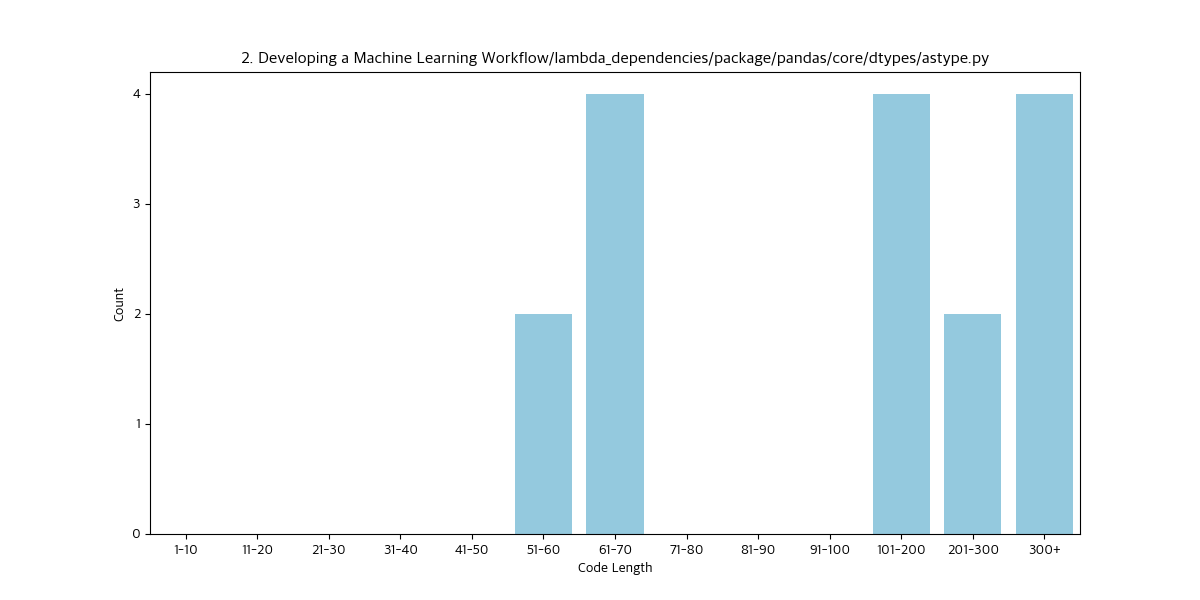 2. Developing a Machine Learning Workflow/lambda_dependencies/package/pandas/core/dtypes/astype.py
4
3
2
1
0
Count
1-10 11-20 21-30 31-40 41-50 51-60 61-70 71-80 81-90 91-100 101-200 201-300 300+
Code Length